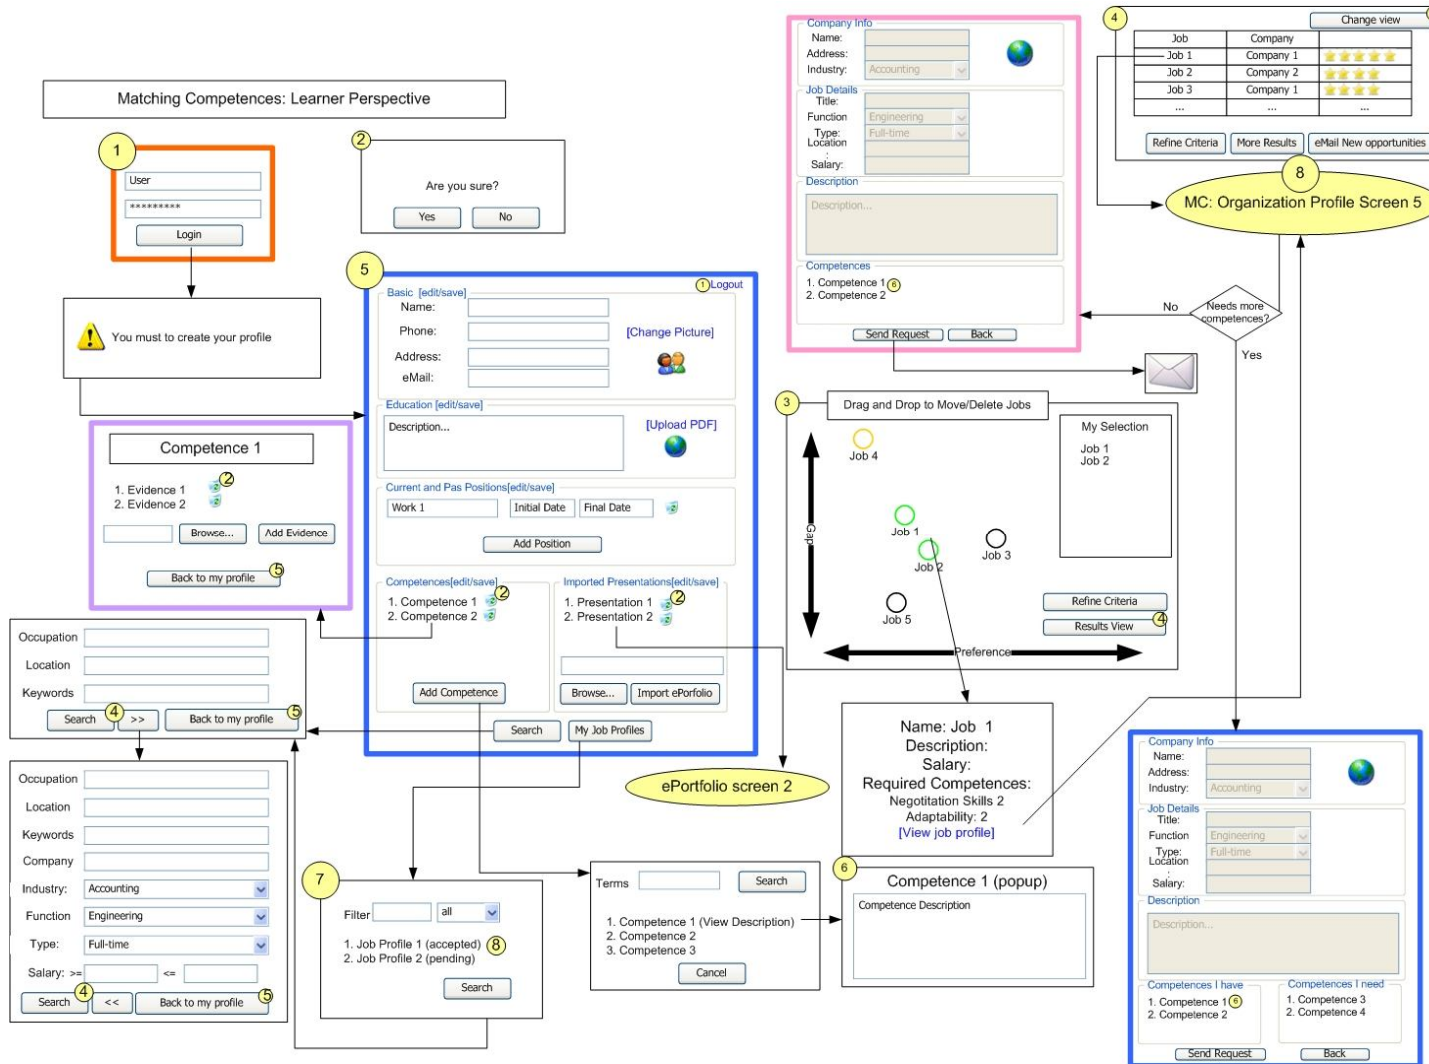 Matching Competences: Learner Perspective
1
User
*********
Login
2
Are you sure?
Yes No
You must to create your profile
5
1 Logout
Basic [edit/save]
Name:
Phone:
[Change Picture]
Address:
eMail:
Education [edit/save]
Description...
[Upload PDF]
Current and Pas Positions[edit/save]
Work 1 Initial Date Final Date
Add Position
Competences[edit/save]
1. Competence 1 2
2. Competence 2
Add Competence
Imported Presentations[edit/save]
1. Presentation 1 2
2. Presentation 2
Browse... Import ePorfolio
Search My Job Profiles
Competence 1
1. Evidence 1 2
2. Evidence 2
Browse... Add Evidence
Back to my profile 5
Occupation
Location
Keywords
Search 4 >> Back to my profile 5
Occupation
Location
Keywords
Company
Industry: Accounting
Function Engineering
Type: Full-time
Salary: >= <=
Search 4 << Back to my profile 5
7
Filter all
1. Job Profile 1 (accepted) 8
2. Job Profile 2 (pending)
Search
ePortfolio screen 2
Terms Search
1. Competence 1 (View Description)
2. Competence 2
3. Competence 3
Cancel
6
Competence 1 (popup)
Competence Description
Company Info
Name:
Address:
Industry: Accounting
Job Details
Title:
Function Engineering
Type: Full-time
Location
:
Salary:
Description
Description...
Competences
1. Competence 1 6
2. Competence 2
Send Request Back
4
Change view
Job Company
Job 1 Company 1
Job 2 Company 2
Job 3 Company 1
... ... ...
Refine Criteria More Results eMail New opportunities
8
MC: Organization Profile Screen 5
Needs more
competences?
No
Yes
3
Drag and Drop to Move/Delete Jobs
My Selection
Job 1
Job 2
Job 4
Job 1
Job 2
Job 3
Job 5
Gap
Preference
Refine Criteria
Results View 4
Name: Job 1
Description:
Salary:
Required Competences:
Negotitation Skills 2
Adaptability: 2
[View job profile]
Company Info
Name:
Address:
Industry: Accounting
Job Details
Title:
Function Engineering
Type: Full-time
Location
:
Salary:
Description
Description...
Competences I have
1. Competence 1 6
2. Competence 2
Competences I need
1. Competence 3
2. Competence 4
Send Request Back